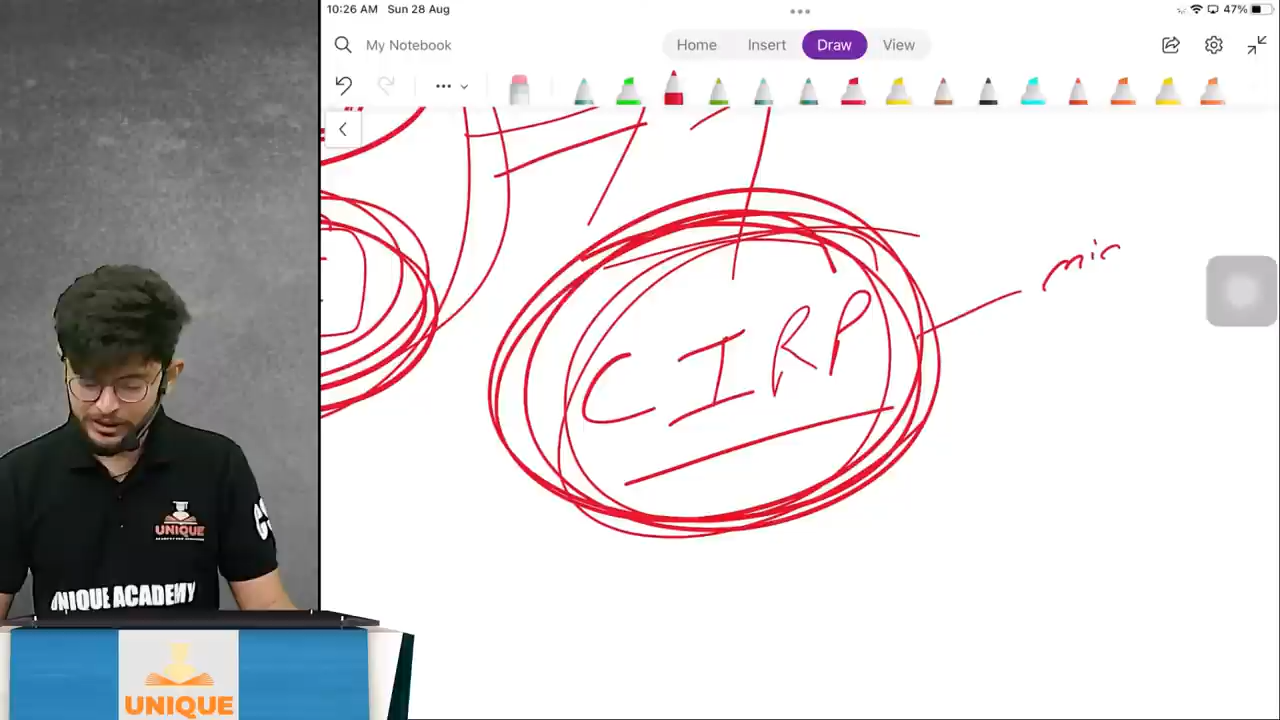 10:26 AM Sun 28 Aug 47%
My Notebook Home Insert Draw View
CIRP
UNIQUE
UNIQUE ACADEMY
UNIQUE